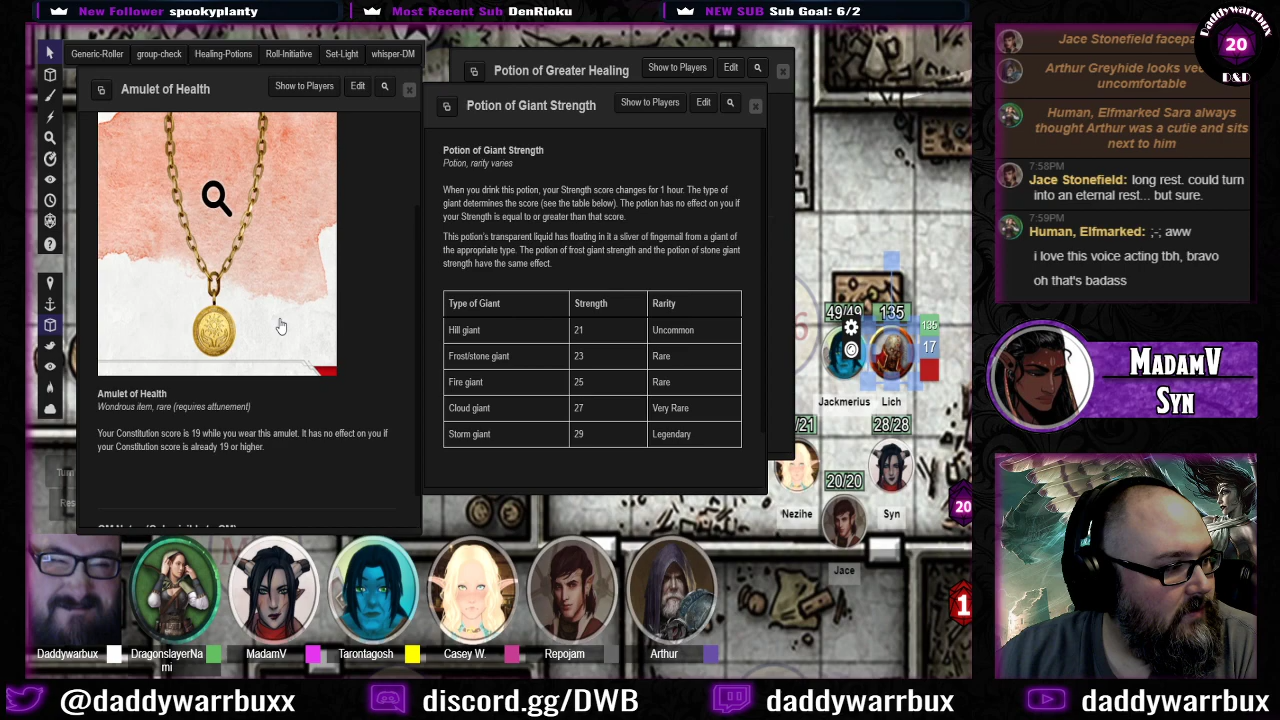 New Follower spookyplanty
Most Recent Sub DenRioku
NEW SUB Sub Goal: 6/2
Generic-Roller group-check Healing-Potions Roll-Initiative Set-Light whisper-DM
Amulet of Health
Show to Players Edit
Amulet of Health
Wondrous item, rare (requires attunement)
Your Constitution score is 19 while you wear this amulet. It has no effect on you if
your Constitution score is already 19 or higher.
Potion of Greater Healing
Show to Players Edit
Potion of Giant Strength
Show to Players Edit
Potion of Giant Strength
Potion, rarity varies
When you drink this potion, your Strength score changes for 1 hour. The type of
giant determines the score (see the table below). The potion has no effect on you if
your Strength is equal to or greater than that score.
This potion's transparent liquid has floating in it a sliver of fingernail from a giant of
the appropriate type. The potion of frost giant strength and the potion of stone giant
strength have the same effect.
Type of Giant Strength Rarity
Hill giant 21 Uncommon
Frost/stone giant 23 Rare
Fire giant 25 Rare
Cloud giant 27 Very Rare
Storm giant 29 Legendary
49/49 135
135
17
Jackmerius Lich
/21 28/28
20/20
Nezihe Syn
Jace
20
1
Daddywarbux DragonslayerNa
mi
MadamV Tarontagosh Casey W. Repojam Arthur
Daddywarrbux
20
D&D
Jace Stonefield facepa
Arthur Greyhide looks
uncomfortable
Human, Elfmarked Sara always
thought Arthur was a cutie and sits
next to him
7:58PM
Jace Stonefield: long rest. could turn
into an eternal rest... but sure.
7:59PM
Human, Elfmarked: ;-; aww
i love this voice acting tbh, bravo
oh that's badass
MadamV
Syn
@daddywarrbuxx discord.gg/DWB daddywarrbux daddywarrbux